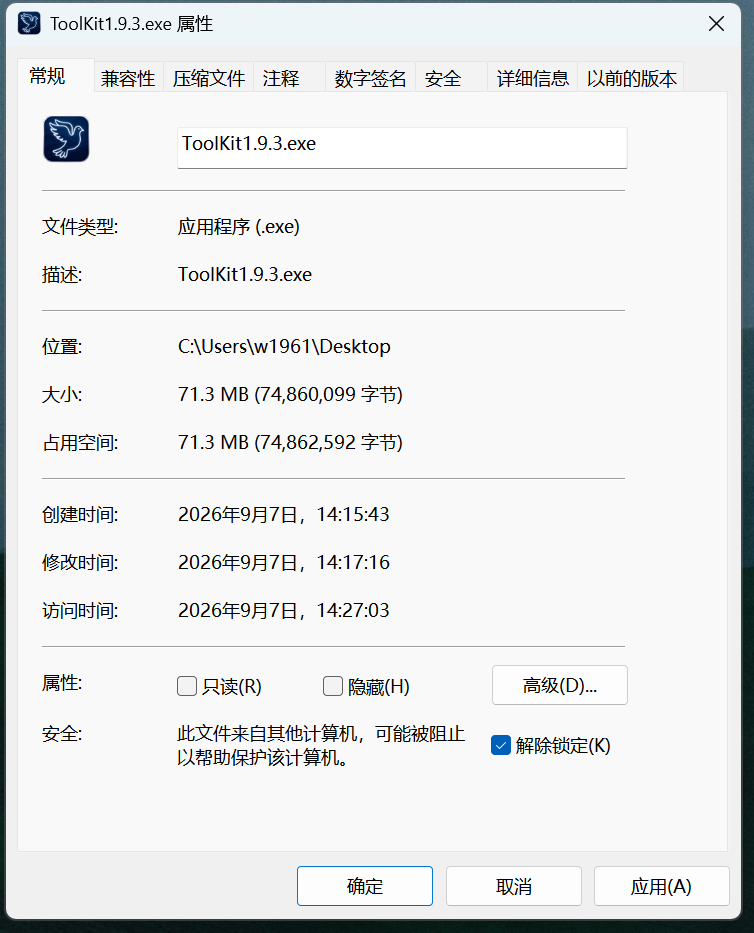 ToolKit1.9.3.exe 属性
常规 兼容性 压缩文件 注释 数字签名 安全 详细信息 以前的版本
ToolKit1.9.3.exe
文件类型: 应用程序 (.exe)
描述: ToolKit1.9.3.exe
位置: C:\Users\w1961\Desktop
大小: 71.3 MB (74,860,099 字节)
占用空间: 71.3 MB (74,862,592 字节)
创建时间: 2026年9月7日，14:15:43
修改时间: 2026年9月7日，14:17:16
访问时间: 2026年9月7日，14:27:03
属性: 只读(R) 隐藏(H) 高级(D)...
安全: 此文件来自其他计算机，可能被阻止
以帮助保护该计算机。
解除锁定(K)
确定 取消 应用(A)